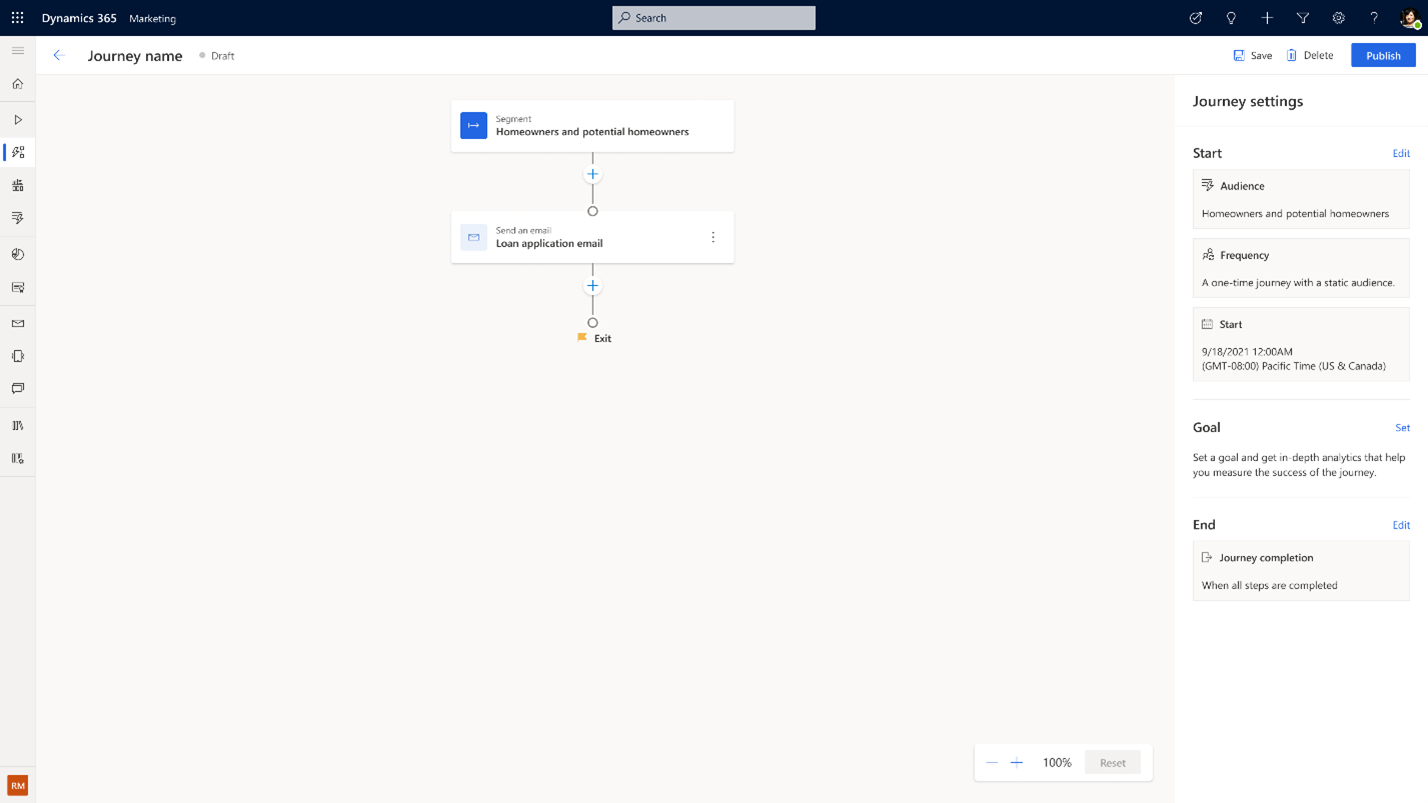 Dynamics 365 Marketing
Search
Journey name
Draft
Save
Delete
Publish
Segment
Homeowners and potential homeowners
Send an email
Loan application email
Exit
100%
Reset
RM
Journey settings
Start
Edit
Audience
Homeowners and potential homeowners
Frequency
A one-time journey with a static audience.
Start
9/18/2021 12:00AM
(GMT-08:00) Pacific Time (US & Canada)
Goal
Set
Set a goal and get in-depth analytics that help
you measure the success of the journey.
End
Edit
Journey completion
When all steps are completed